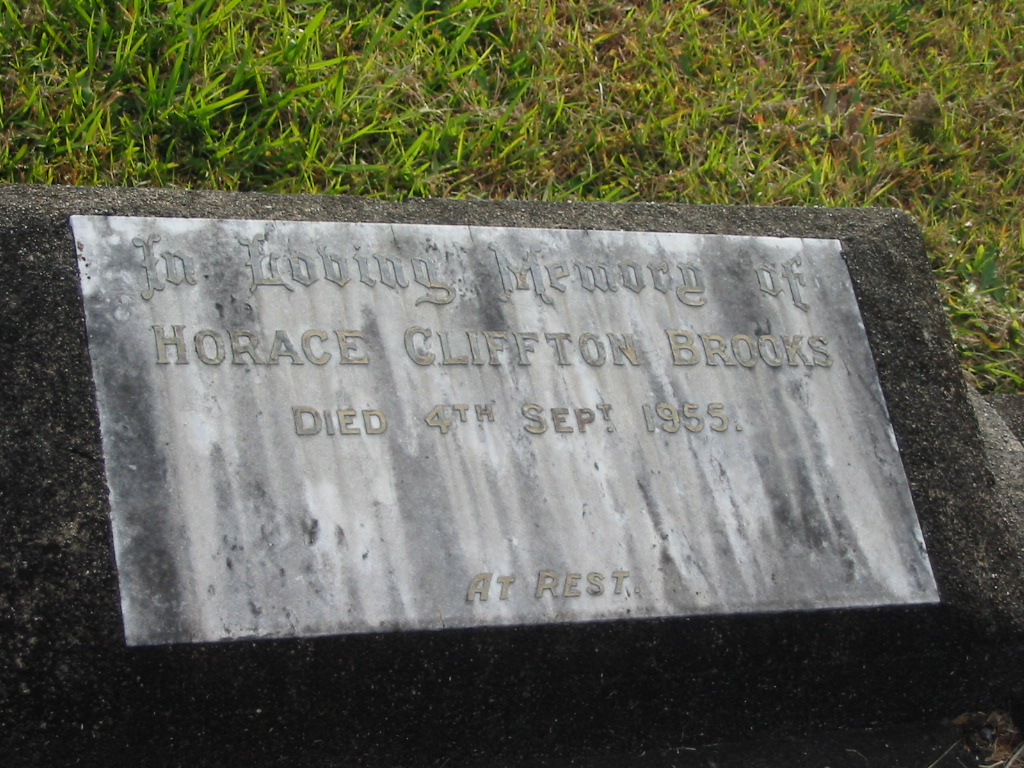 In Loving Memory of
HORACE CLIFFTON BROOKS
DIED 4TH SEPT. 1955.
AT REST.